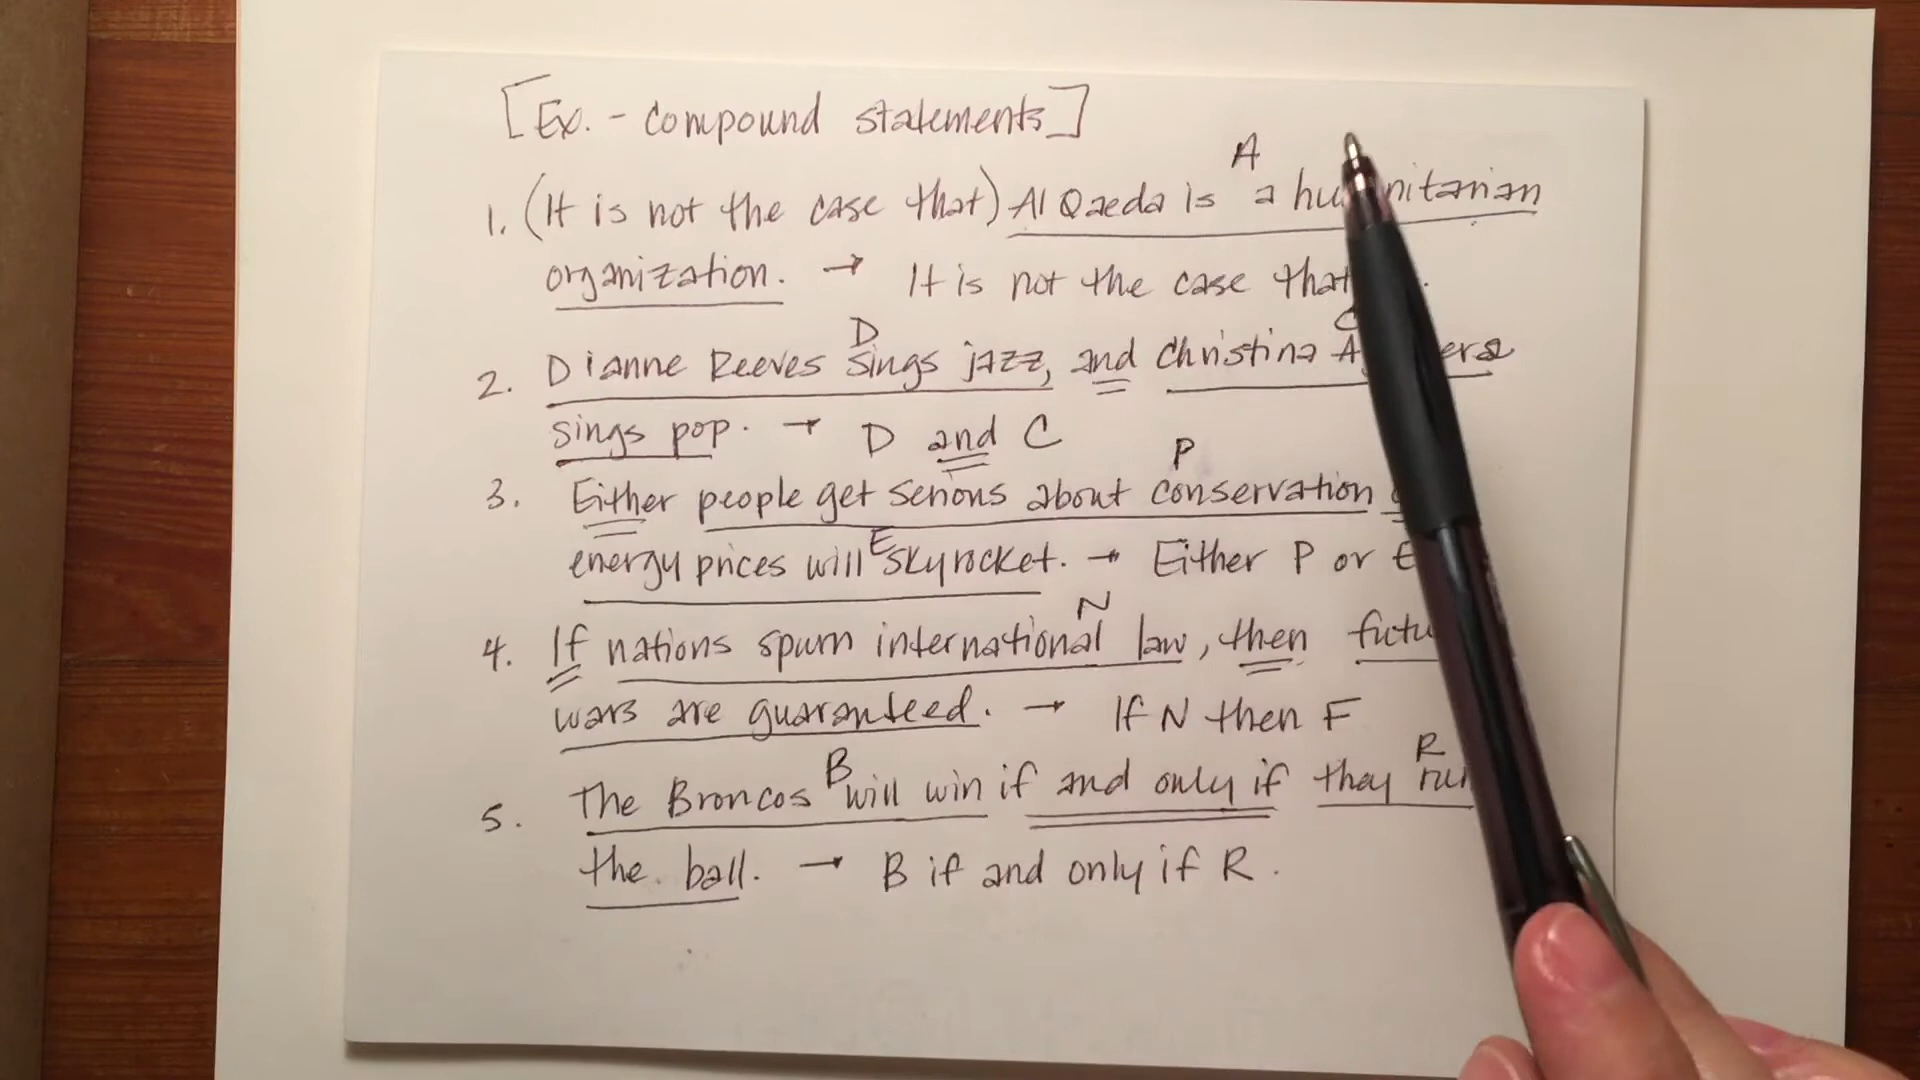 [Ex. - compound statements]
A
1. (It is not the case that) Al Qaeda is a humanitarian
organization. → It is not the case that
D
2. Dianne Reeves sings jazz, and Christina
sings pop. → D and C
P
3. Either people get serious about conservation
E
energy prices will skyrocket. → Either P or E
N
4. If nations spurn international law, then
wars are guaranteed. → If N then F
B R
5. The Broncos will win if and only if they run
the ball. → B if and only if R.